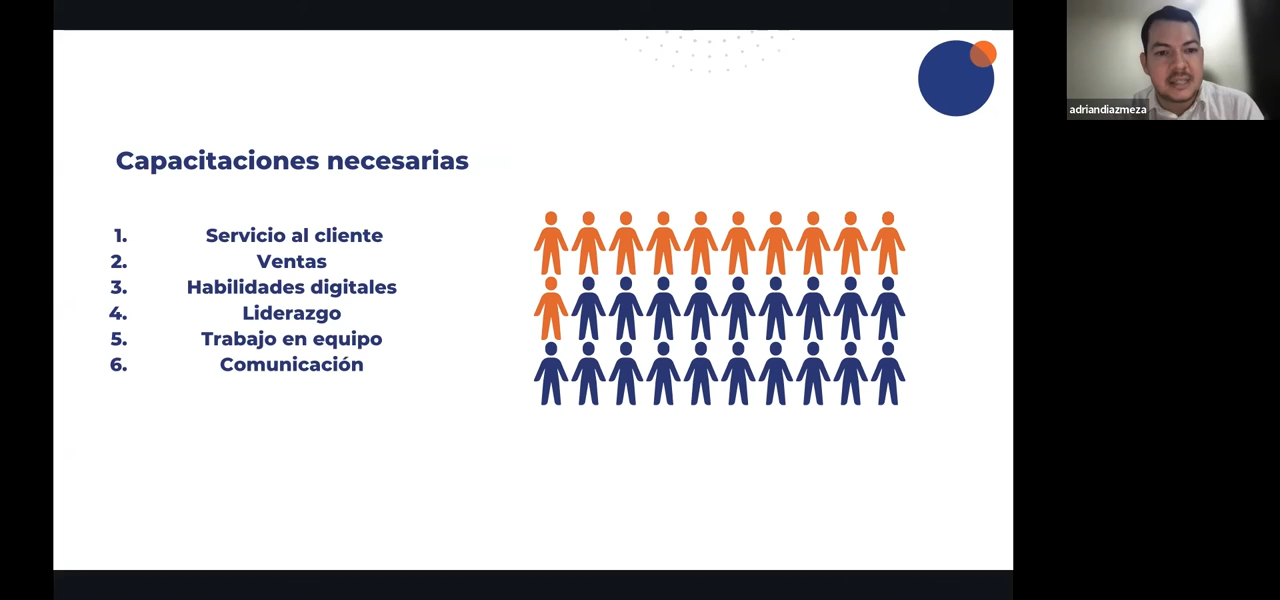 Capacitaciones necesarias
1. Servicio al cliente
2. Ventas
3. Habilidades digitales
4. Liderazgo
5. Trabajo en equipo
6. Comunicación
adriandiazmeza